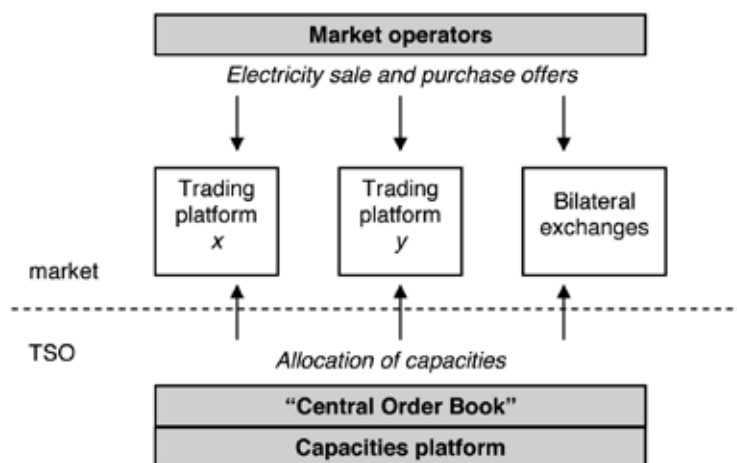 Market operators
Electricity sale and purchase offers
Trading
platform
x
Trading
platform
y
Bilateral
exchanges
market
TSO
Allocation of capacities
“Central Order Book”
Capacities platform